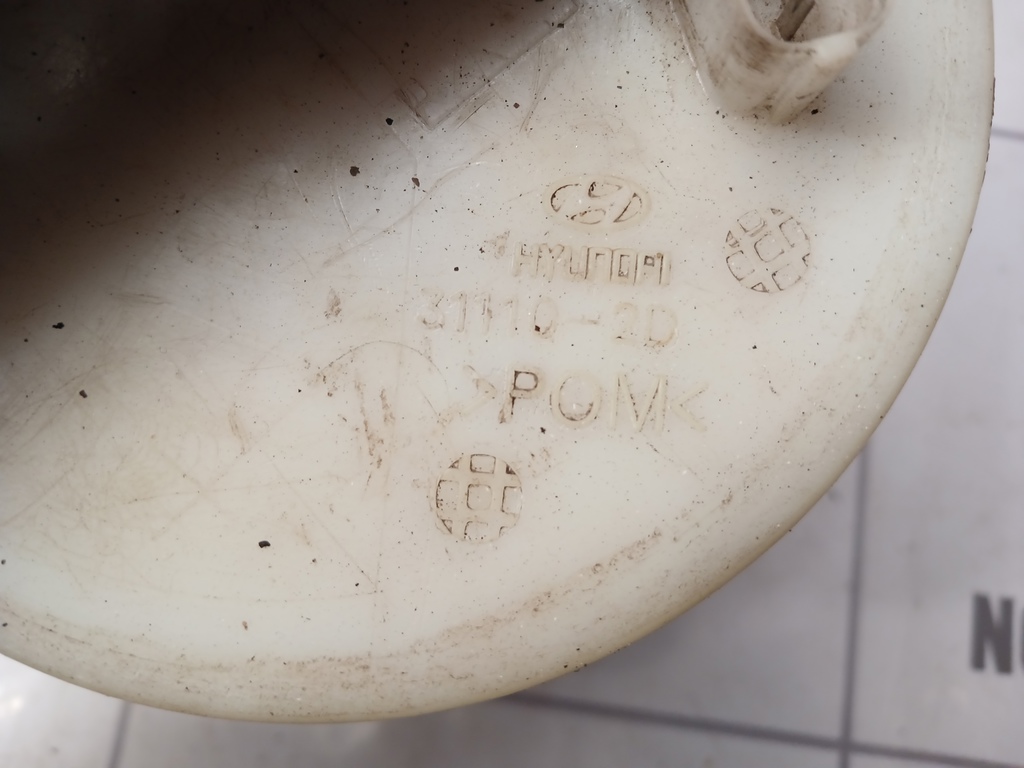 HYUNDAI
31110-2D
>POM<
N